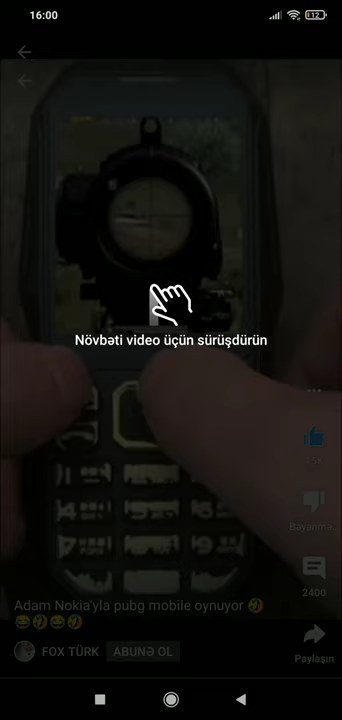 16:00
12
Növbəti video üçün sürüşdürün
15K
Bəyənmə..
2400
Adam Nokia'yla pubg mobile oynuyor 🤣
😂🤣😂🤣
FOX TÜRK
ABUNƏ OL
Paylaşın